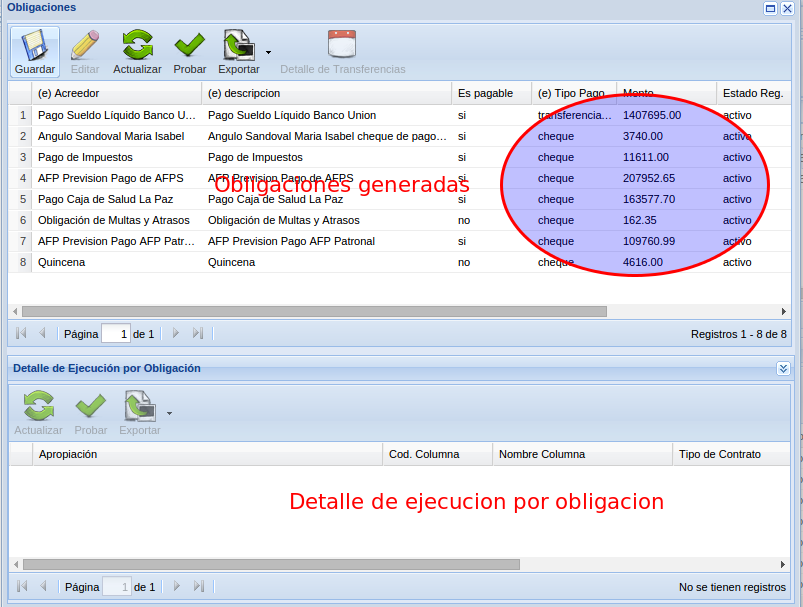 Obligaciones
Guardar Editar Actualizar Probar Exportar Detalle de Transferencias
(e) Acreedor (e) descripcion Es pagable (e) Tipo Pago Monto Estado Reg.
1 Pago Sueldo Líquido Banco U... Pago Sueldo Líquido Banco Union si transferencia... 1407695.00 activo
2 Angulo Sandoval Maria Isabel Angulo Sandoval Maria Isabel cheque de pago... si cheque 3740.00 activo
3 Pago de Impuestos Pago de Impuestos si cheque 11611.00 activo
4 AFP Prevision Pago de AFPS AFP Prevision Pago de AFPS si cheque 207952.65 activo
Obligaciones generadas
5 Pago Caja de Salud La Paz Pago Caja de Salud La Paz si cheque 163577.70 activo
6 Obligación de Multas y Atrasos Obligación de Multas y Atrasos no cheque 162.35 activo
7 AFP Prevision Pago AFP Patr... AFP Prevision Pago AFP Patronal si cheque 109760.99 activo
8 Quincena Quincena no cheque 4616.00 activo
Página 1 de 1 Registros 1 - 8 de 8
Detalle de Ejecución por Obligación
Actualizar Probar Exportar
Apropiación Cod. Columna Nombre Columna Tipo de Contrato
Detalle de ejecucion por obligacion
Página 1 de 1 No se tienen registros